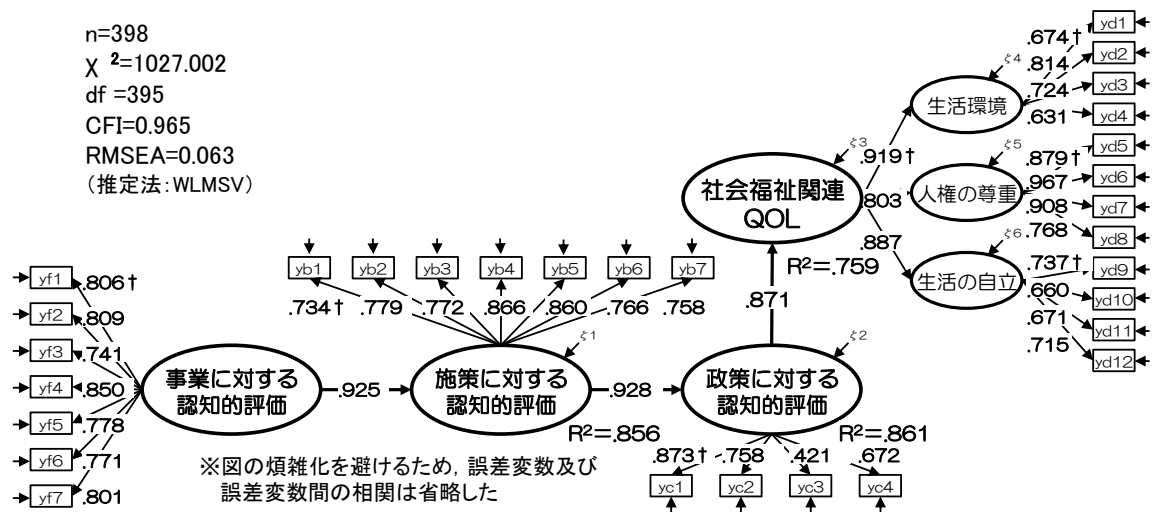 n=398
χ ²=1027.002
df =395
CFI=0.965
RMSEA=0.063
（推定法：WLMSV）
yf1
.806†
yf2
.809
yf3
.741
yf4
.850
yf5
.778
yf6
.771
yf7
.801
事業に対する
認知的評価
.925
yb1
yb2
yb3
yb4
yb5
yb6
yb7
.734†
.779
.772
.866
.860
.766
.758
ζ1
施策に対する
認知的評価
R²=.856
.928
ζ2
政策に対する
認知的評価
R²=.861
.873†
.758
.421
.672
yc1
yc2
yc3
yc4
.871
ζ3
社会福祉関連
QOL
R²=.759
.919†
.803
.887
ζ4
生活環境
.674†
.814
.724
.631
yd1
yd2
yd3
yd4
ζ5
人権の尊重
.879†
.967
.908
.768
yd5
yd6
yd7
yd8
ζ6
生活の自立
.737†
.660
.671
.715
yd9
yd10
yd11
yd12
※図の煩雑化を避けるため，誤差変数及び
誤差変数間の相関は省略した